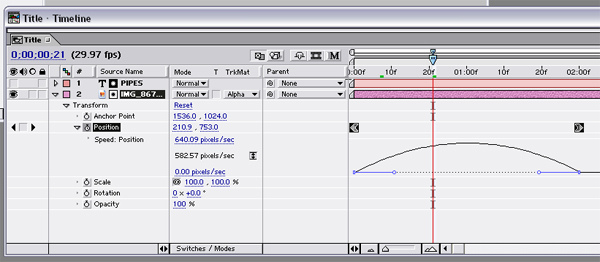 Title · Timeline
Title
0;00;00;21 (29.97 fps)
M
:00f 10f 20f 01:00f 10f 20f 02:00f
# Source Name Mode T TrkMat Parent
1 T PIPES Normal None
2 IMG_867... Normal Alpha None
Transform Reset
Anchor Point 1536.0 , 1024.0
Position 210.9 , 753.0
Speed: Position 640.09 pixels/sec
582.57 pixels/sec
0.00 pixels/sec
Scale 100.0 , 100.0 %
Rotation 0 x +0.0 °
Opacity 100 %
Switches / Modes